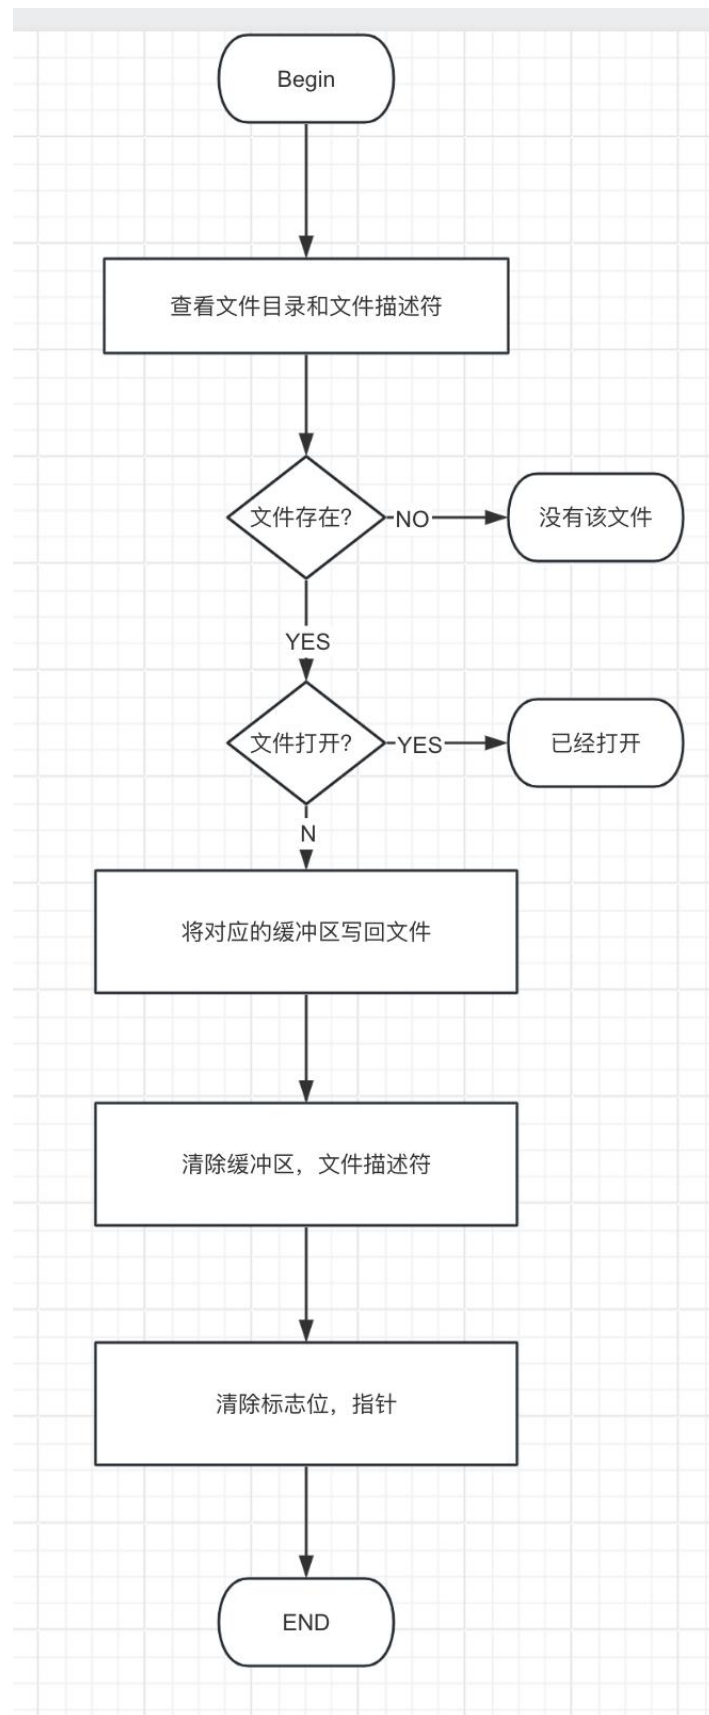 Begin
查看文件目录和文件描述符
文件存在?
NO
没有该文件
YES
文件打开?
YES
已经打开
N
将对应的缓冲区写回文件
清除缓冲区，文件描述符
清除标志位，指针
END